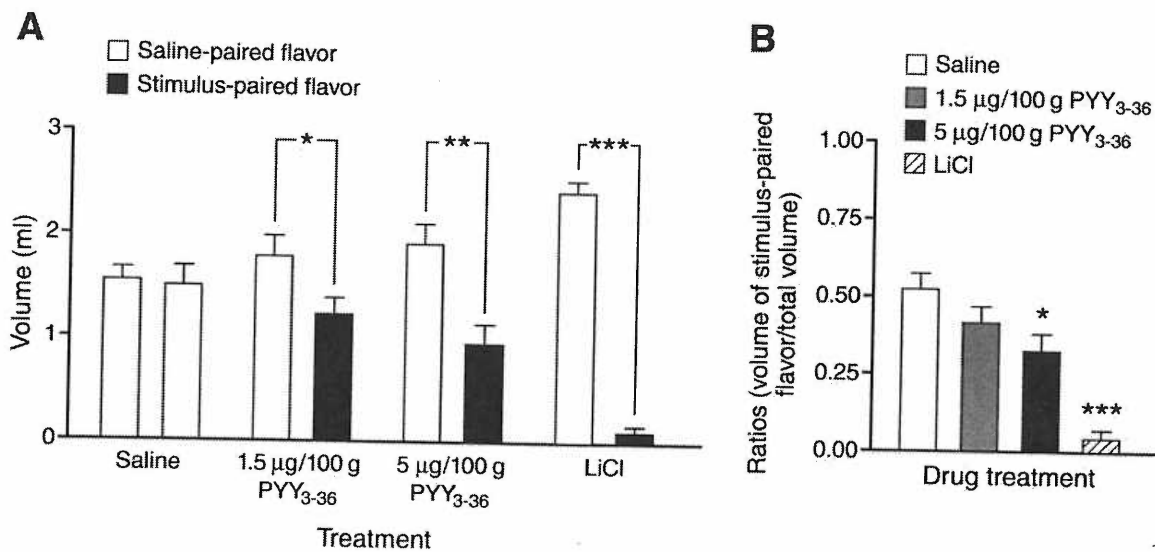 A
Saline-paired flavor
Stimulus-paired flavor
Volume (ml)
3
2
1
0
*
**
***
Saline
1.5 µg/100 g
PYY3-36
5 µg/100 g
PYY3-36
LiCl
Treatment
B
Saline
1.5 µg/100 g PYY3-36
5 µg/100 g PYY3-36
LiCl
Ratios (volume of stimulus-paired
flavor/total volume)
1.00
0.75
0.50
0.25
0.00
*
***
Drug treatment